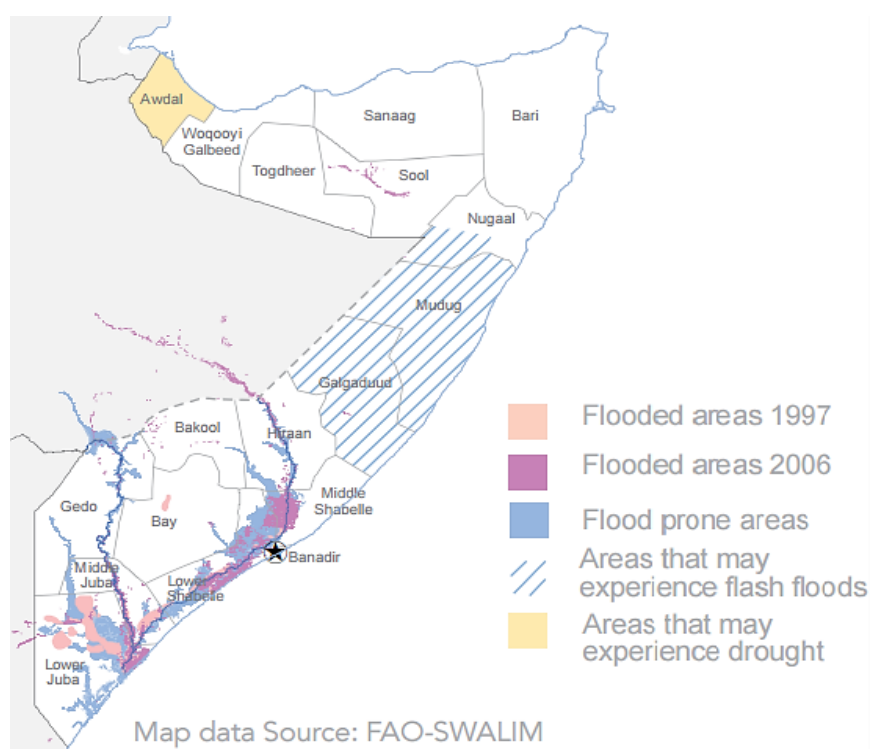 Awdal
Woqooyi
Galbeed
Togdheer
Sanaag
Sool
Bari
Nugaal
Mudug
Galgaduud
Hiraan
Bakool
Gedo
Bay
Middle
Shabelle
Banadir
Middle
Juba
Lower
Shabelle
Lower
Juba
Flooded areas 1997
Flooded areas 2006
Flood prone areas
Areas that may
experience flash floods
Areas that may
experience drought
Map data Source: FAO-SWALIM